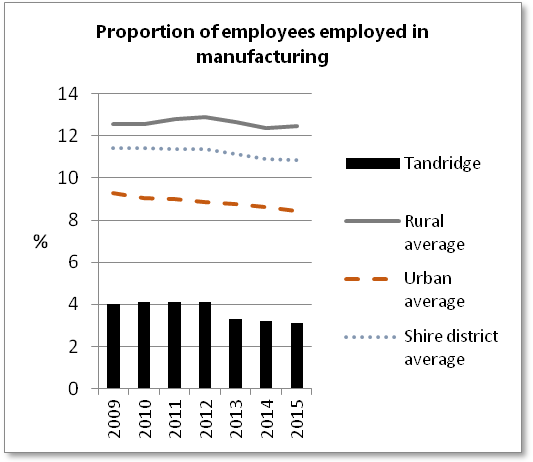 Proportion of employees employed in
manufacturing
14
12
10
8
6
4
2
0
%
2009
2010
2011
2012
2013
2014
2015
Tandridge
Rural
average
Urban
average
Shire district
average